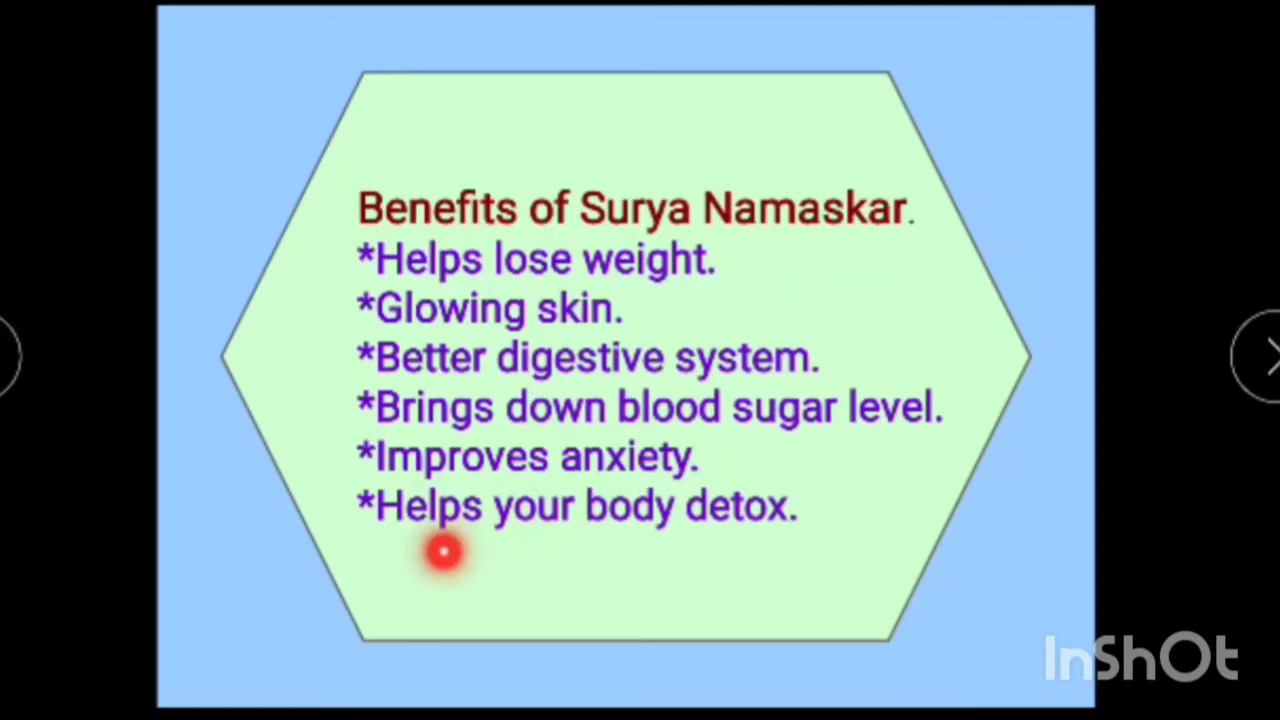 Benefits of Surya Namaskar.
*Helps lose weight.
*Glowing skin.
*Better digestive system.
*Brings down blood sugar level.
*Improves anxiety.
*Helps your body detox.
InShOt